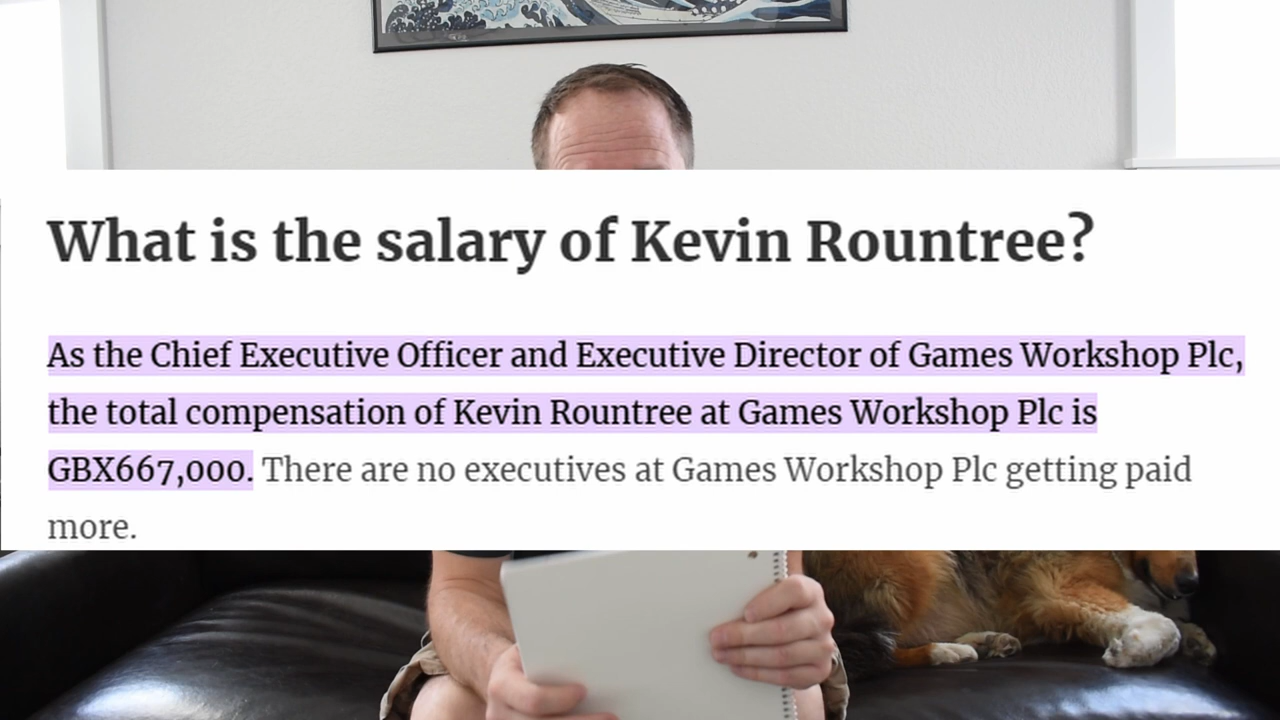 What is the salary of Kevin Rountree?
As the Chief Executive Officer and Executive Director of Games Workshop Plc,
the total compensation of Kevin Rountree at Games Workshop Plc is
GBX667,000. There are no executives at Games Workshop Plc getting paid
more.